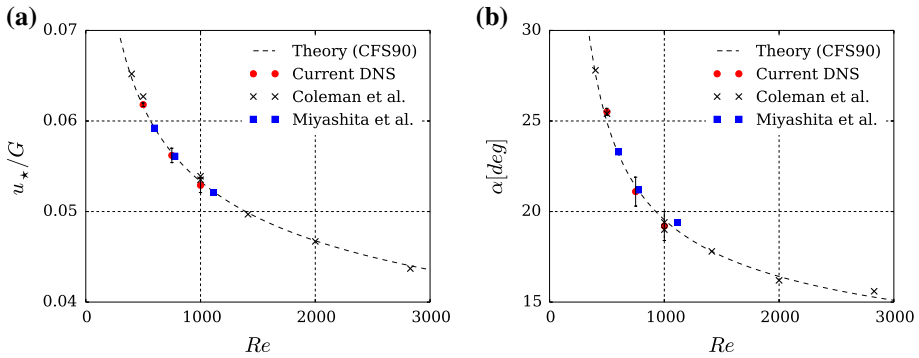 (a)
0.07
0.06
0.05
0.04
u⋆/G
0
1000
2000
3000
Re
Theory (CFS90)
Current DNS
Coleman et al.
Miyashita et al.
(b)
30
25
20
15
α[deg]
0
1000
2000
3000
Re
Theory (CFS90)
Current DNS
Coleman et al.
Miyashita et al.